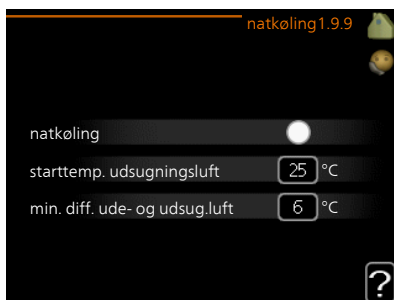 natkøling1.9.9
natkøling
starttemp. udsugningsluft 25 °C
min. diff. ude- og udsug.luft 6 °C
?